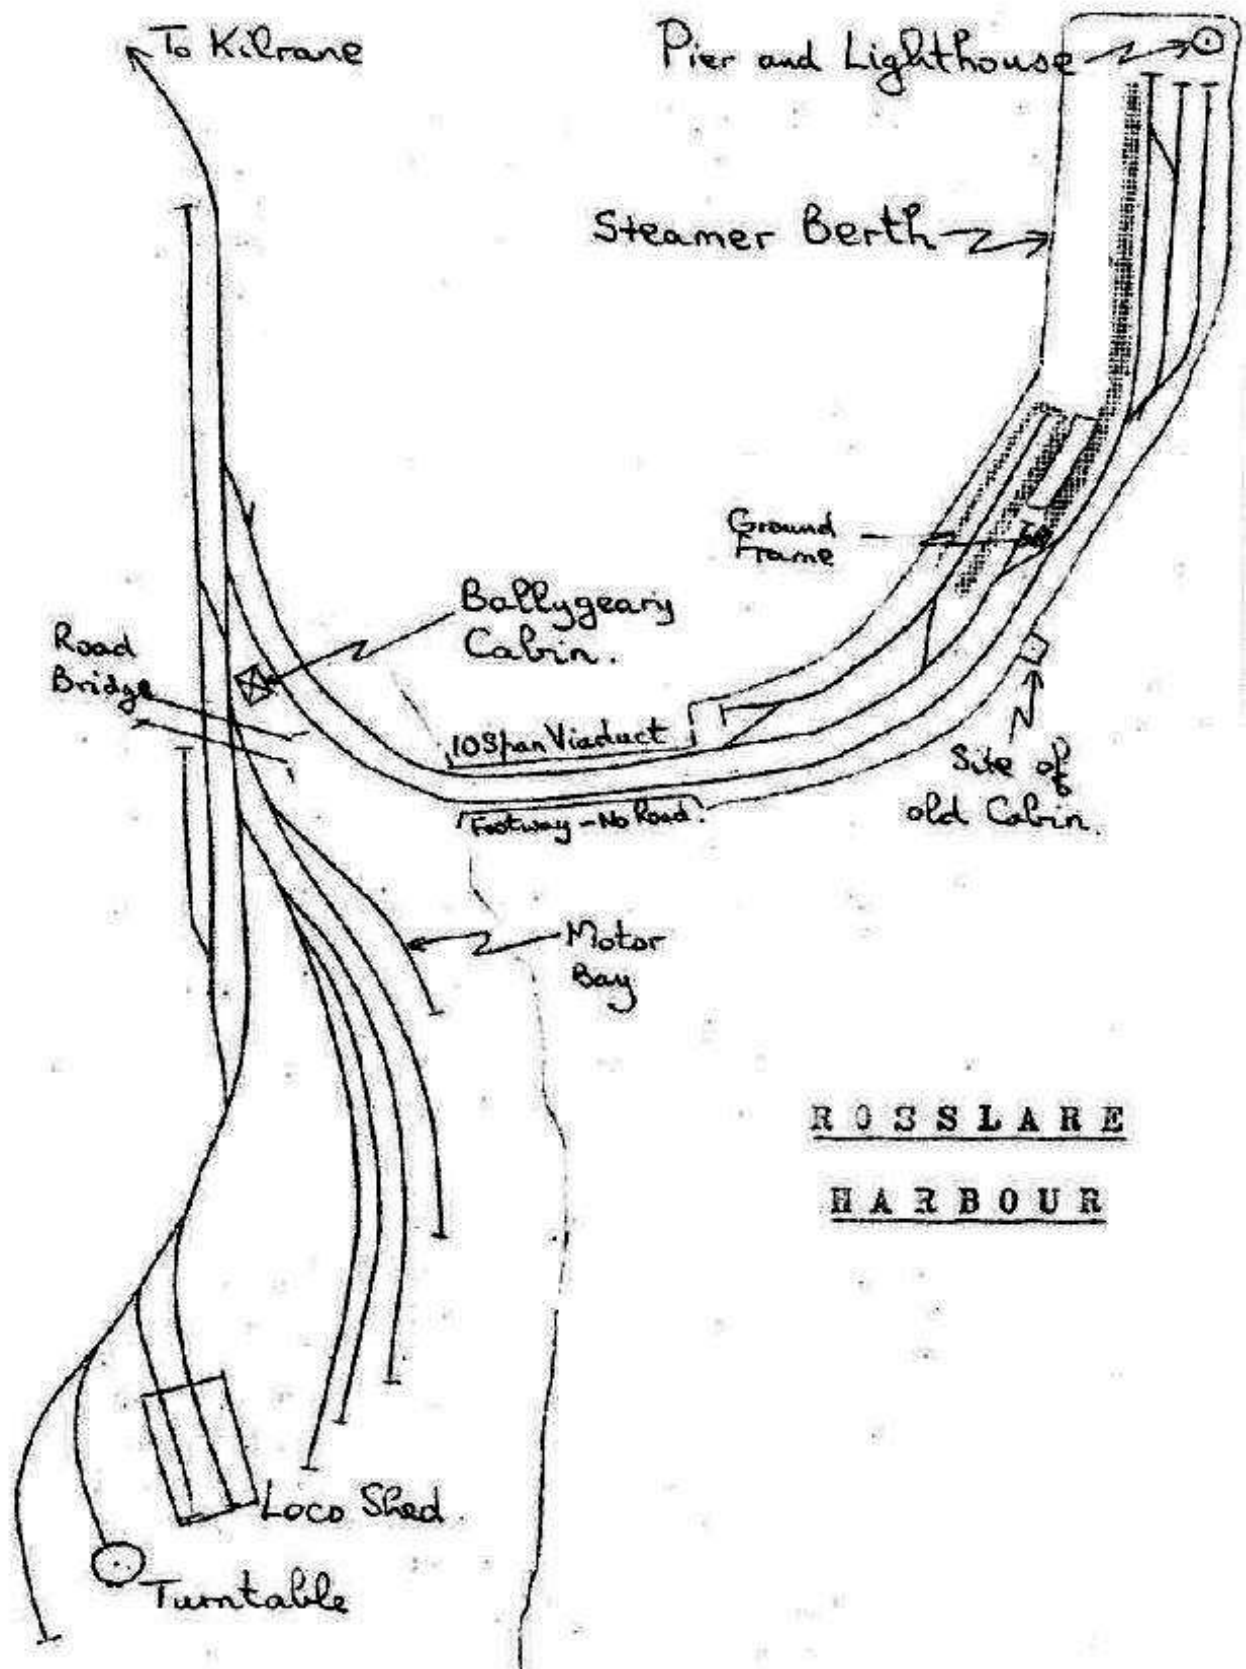 To Kilrane
Pier and Lighthouse
Steamer Berth
Ground
Frame
Ballygeary
Cabin.
Road
Bridge
10 Span Viaduct
Footway - No Road.
Site of
old Cabin.
Motor
Bay
ROSSLARE
HARBOUR
Loco Shed.
Turntable